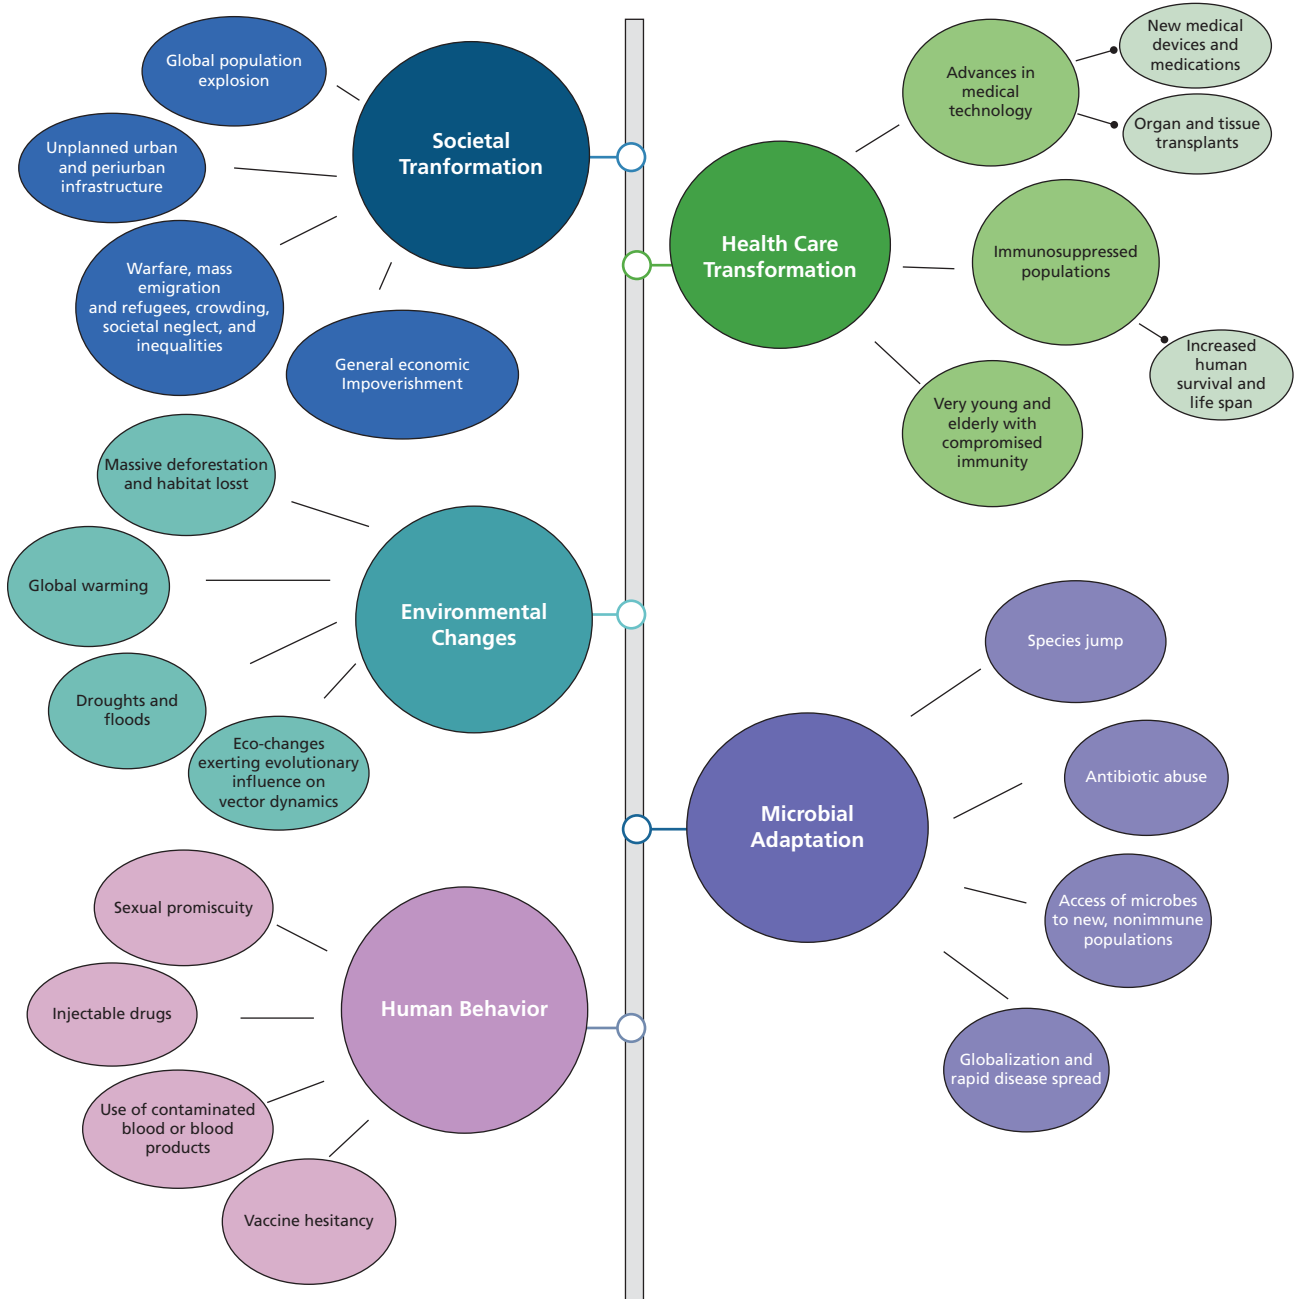 Societal
Tranformation
Global population
explosion
Unplanned urban
and periurban
infrastructure
Warfare, mass
emigration
and refugees, crowding,
societal neglect, and
inequalities
General economic
Impoverishment
Health Care
Transformation
Advances in
medical
technology
New medical
devices and
medications
Organ and tissue
transplants
Immunosuppressed
populations
Increased
human
survival and
life span
Very young and
elderly with
compromised
immunity
Environmental
Changes
Massive deforestation
and habitat losst
Global warming
Droughts and
floods
Eco-changes
exerting evolutionary
influence on
vector dynamics
Microbial
Adaptation
Species jump
Antibiotic abuse
Access of microbes
to new, nonimmune
populations
Globalization and
rapid disease spread
Human Behavior
Sexual promiscuity
Injectable drugs
Use of contaminated
blood or blood
products
Vaccine hesitancy